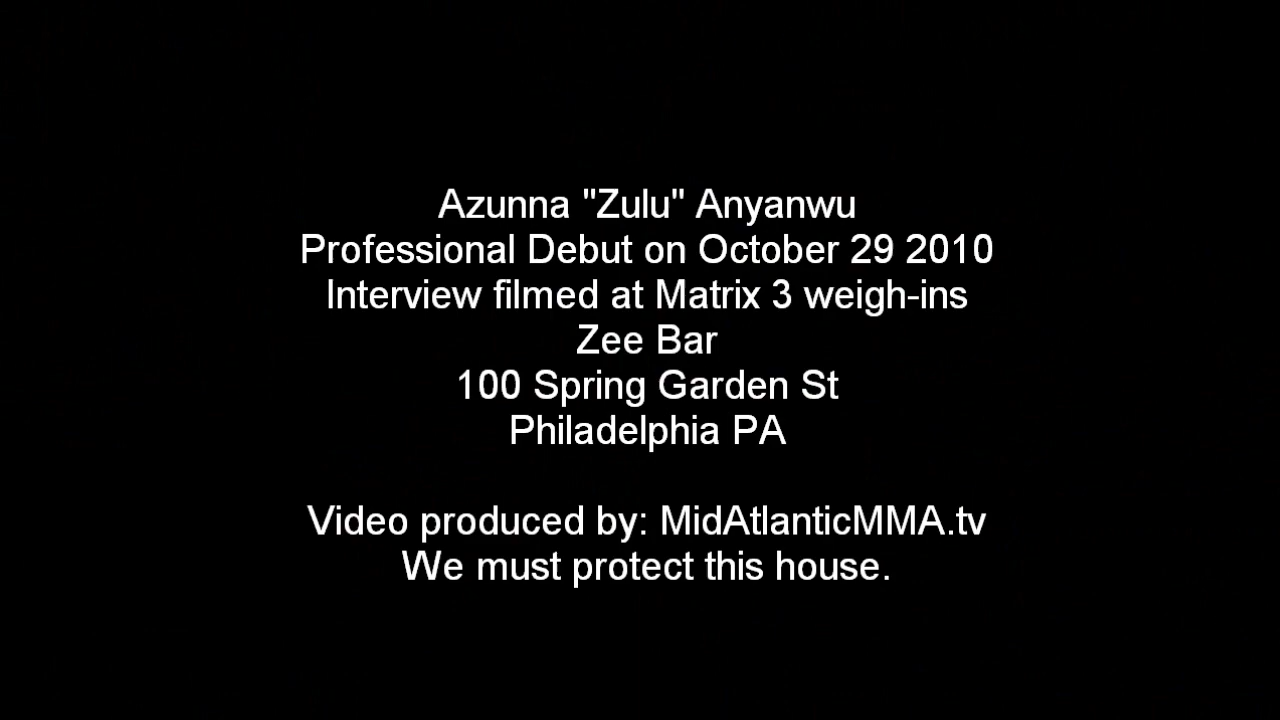 Azunna "Zulu" Anyanwu
Professional Debut on October 29 2010
Interview filmed at Matrix 3 weigh-ins
Zee Bar
100 Spring Garden St
Philadelphia PA
Video produced by: MidAtlanticMMA.tv
We must protect this house.